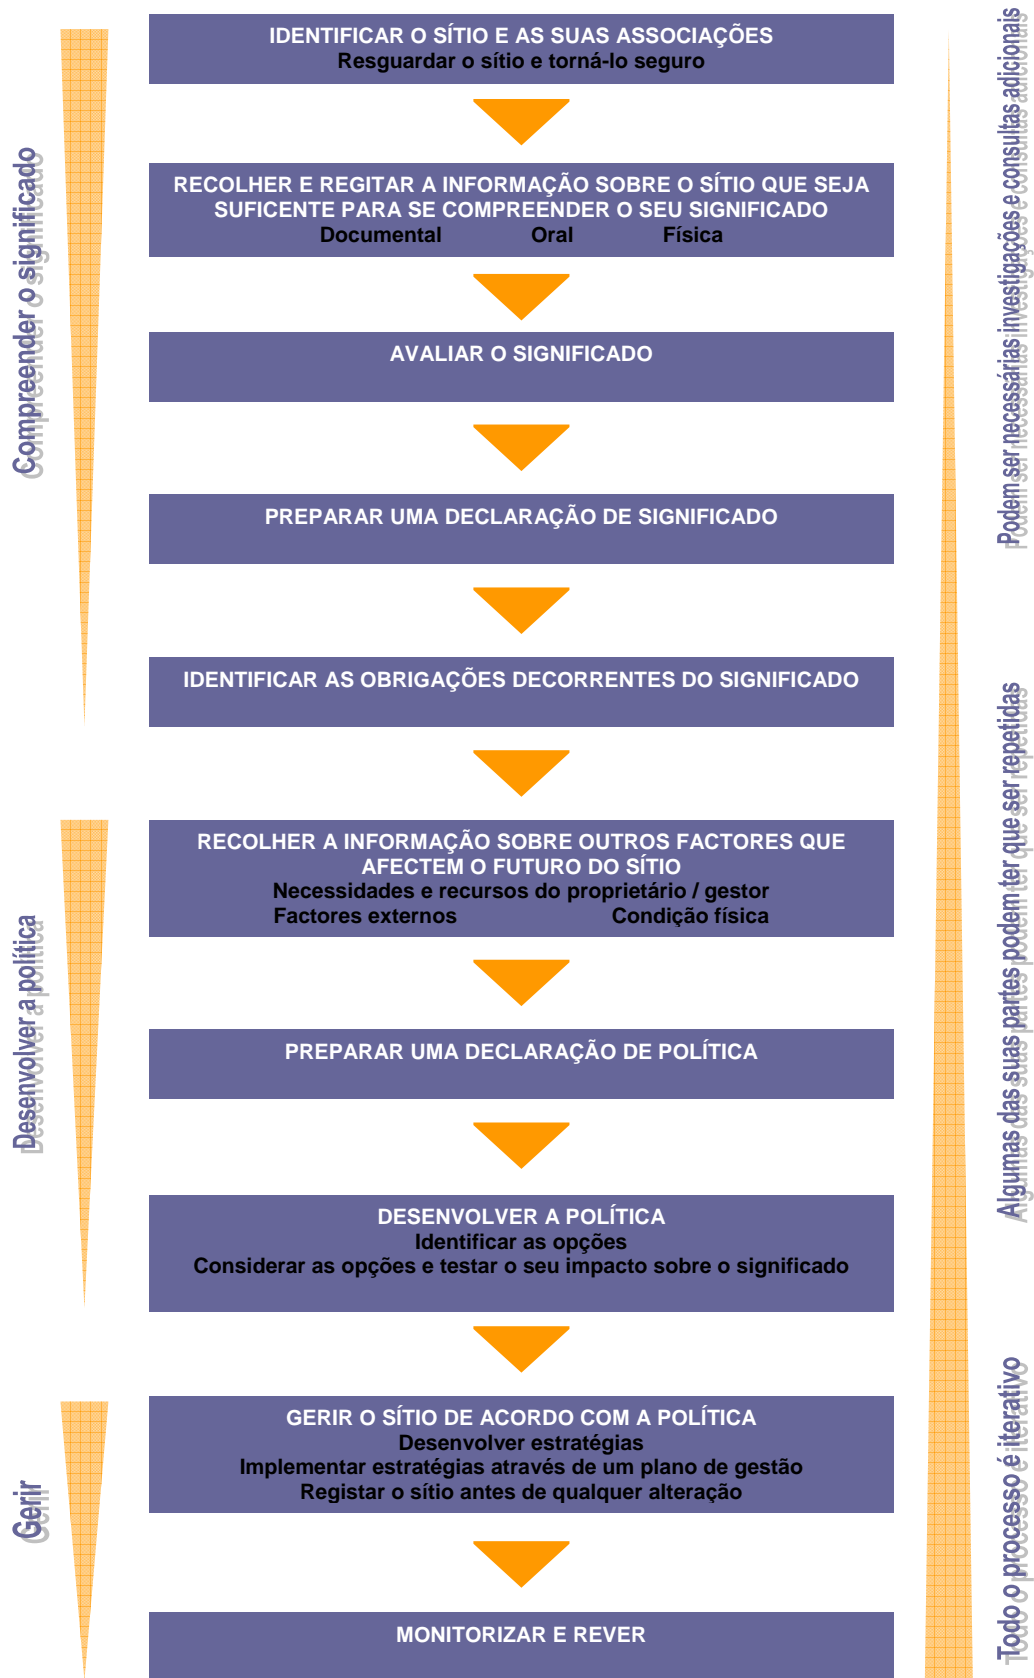 IDENTIFICAR O SÍTIO E AS SUAS ASSOCIAÇÕES
Resguardar o sítio e torná-lo seguro
RECOLHER E REGITAR A INFORMAÇÃO SOBRE O SÍTIO QUE SEJA
SUFICENTE PARA SE COMPREENDER O SEU SIGNIFICADO
Documental Oral Física
AVALIAR O SIGNIFICADO
PREPARAR UMA DECLARAÇÃO DE SIGNIFICADO
IDENTIFICAR AS OBRIGAÇÕES DECORRENTES DO SIGNIFICADO
Compreender o significado
RECOLHER A INFORMAÇÃO SOBRE OUTROS FACTORES QUE
AFECTEM O FUTURO DO SÍTIO
Necessidades e recursos do proprietário / gestor
Factores externos Condição física
PREPARAR UMA DECLARAÇÃO DE POLÍTICA
DESENVOLVER A POLÍTICA
Identificar as opções
Considerar as opções e testar o seu impacto sobre o significado
Desenvolver a política
GERIR O SÍTIO DE ACORDO COM A POLÍTICA
Desenvolver estratégias
Implementar estratégias através de um plano de gestão
Registar o sítio antes de qualquer alteração
MONITORIZAR E REVER
Gerir
Podem ser necessárias investigações e consultas adicionais
Algumas das suas partes podem ter que ser repetidas
Todo o processo é iterativo